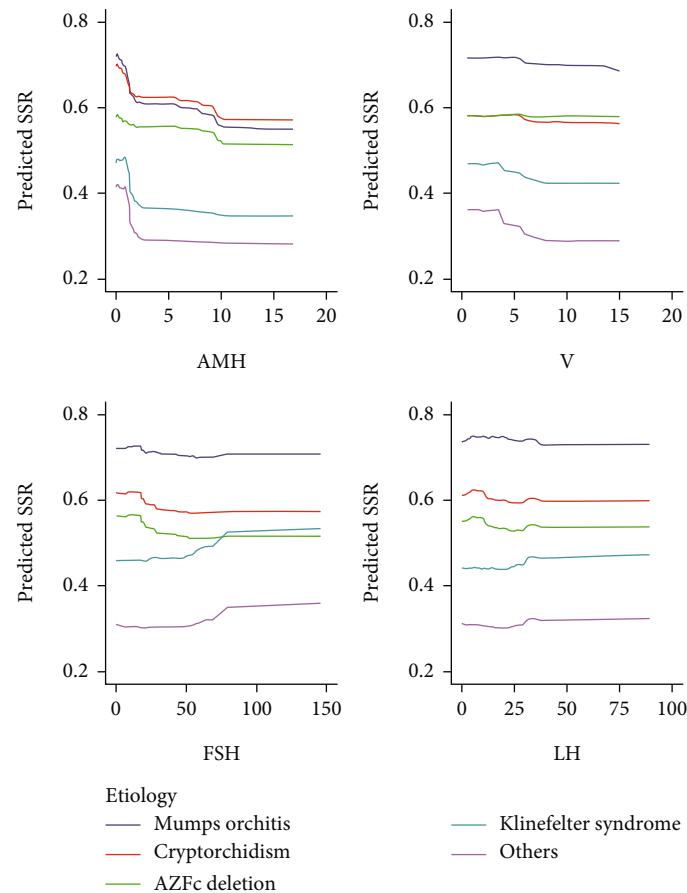 0.8
0.6
0.4
0.2
Predicted SSR
0 5 10 15 20
AMH
0.8
0.6
0.4
0.2
Predicted SSR
0 5 10 15 20
V
0.8
0.6
0.4
0.2
Predicted SSR
0 50 100 150
FSH
0.8
0.6
0.4
0.2
Predicted SSR
0 25 50 75 100
LH
Etiology
Mumps orchitis
Cryptorchidism
AZFc deletion
Klinefelter syndrome
Others